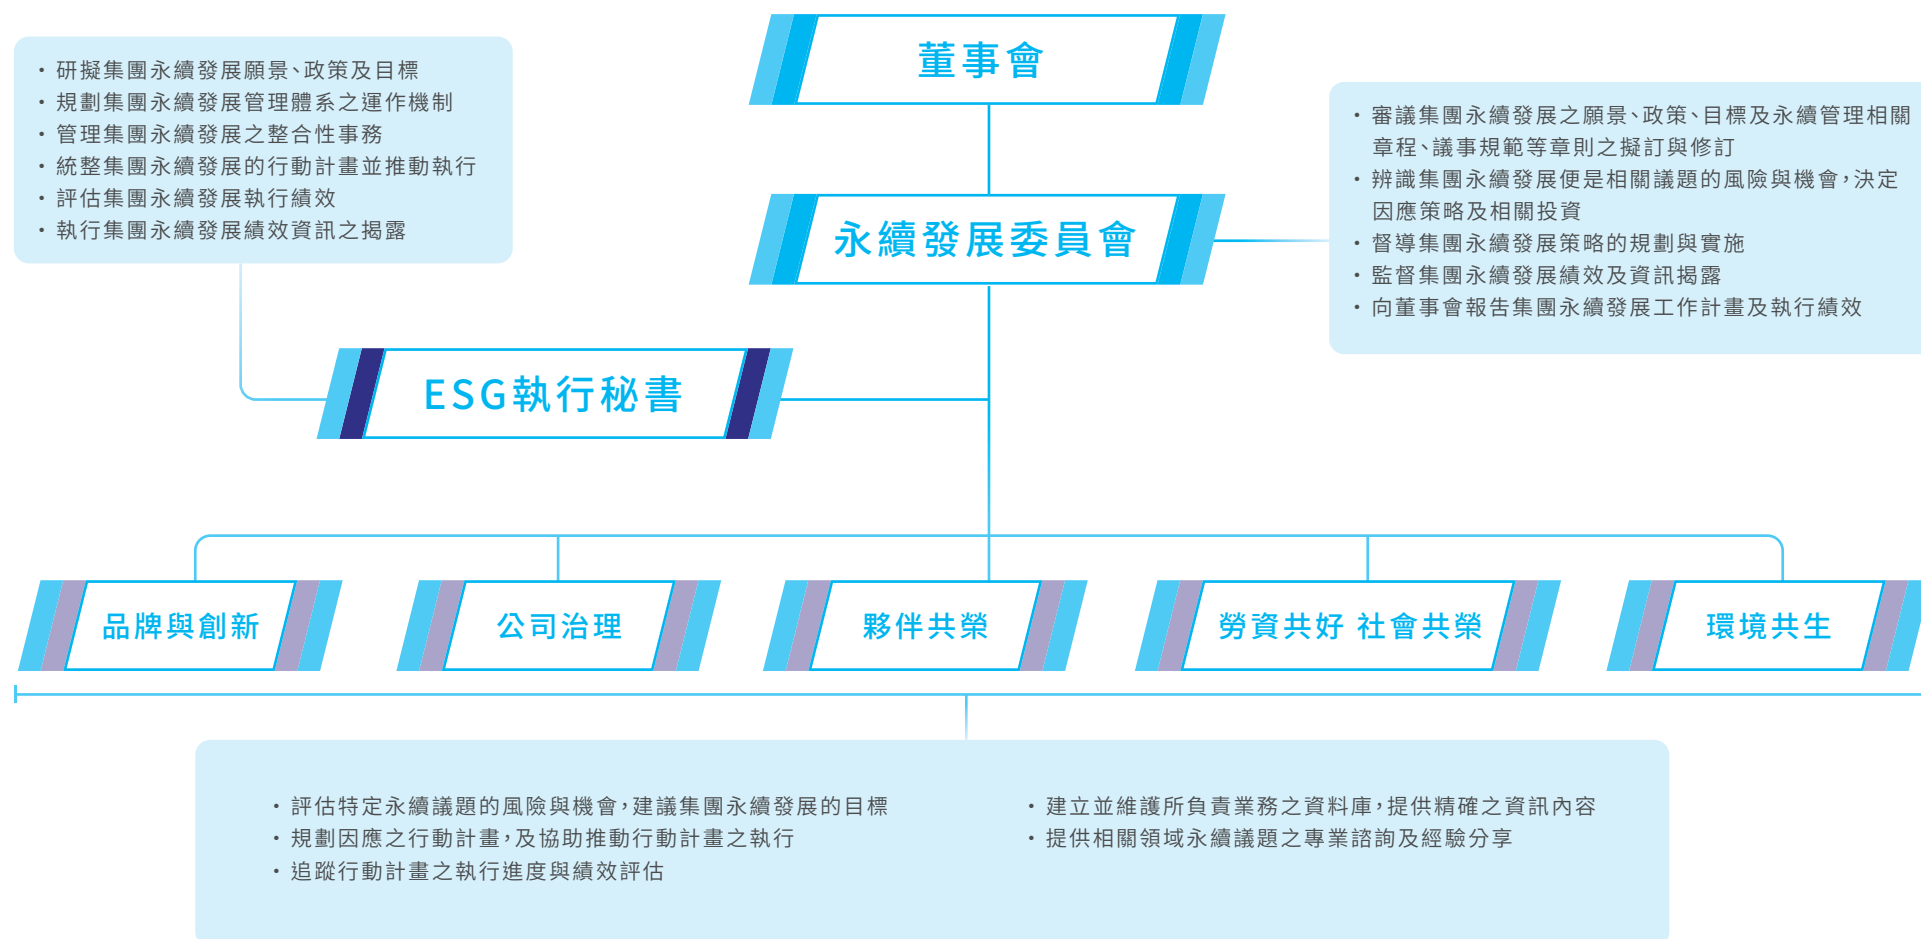 董事會
・研擬集團永續發展願景、政策及目標
・規劃集團永續發展管理體系之運作機制
・管理集團永續發展之整合性事務
・統整集團永續發展的行動計畫並推動執行
・評估集團永續發展執行績效
・執行集團永續發展績效資訊之揭露
永續發展委員會
・審議集團永續發展之願景、政策、目標及永續管理相關
章程、議事規範等章則之擬訂與修訂
・辨識集團永續發展便是相關議題的風險與機會，決定
因應策略及相關投資
・督導集團永續發展策略的規劃與實施
・監督集團永續發展績效及資訊揭露
・向董事會報告集團永續發展工作計畫及執行績效
ESG執行秘書
品牌與創新
公司治理
夥伴共榮
勞資共好 社會共榮
環境共生
・評估特定永續議題的風險與機會，建議集團永續發展的目標
・規劃因應之行動計畫，及協助推動行動計畫之執行
・追蹤行動計畫之執行進度與績效評估
・建立並維護所負責業務之資料庫，提供精確之資訊內容
・提供相關領域永續議題之專業諮詢及經驗分享